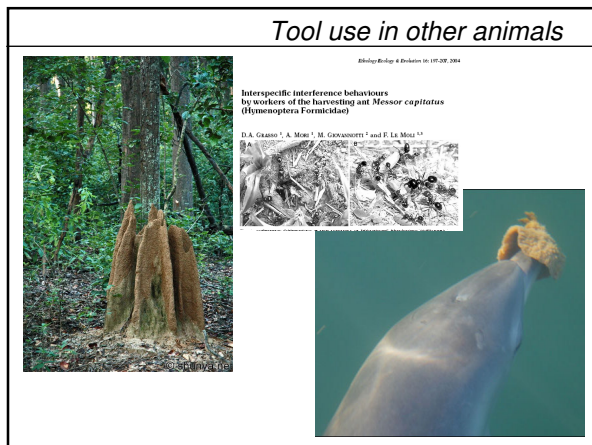 Tool use in other animals
Ethology Ecology & Evolution 16: 197-207, 2004
Interspecific interference behaviours
by workers of the harvesting ant Messor capitatus
(Hymenoptera Formicidae)
D.A. GRASSO 1, A. MORI 1, M. GIOVANNOTTI 2 and F. LE MOLI 1,3
A
B